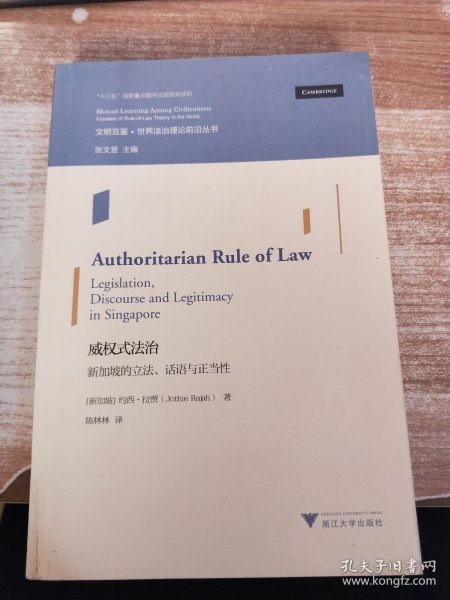 "十三五"国家重点图书出版规划项目
CAMBRIDGE
Mutual Learning Among Civilizations
Frontiers of Rule-of-Law Theory in the World
文明互鉴·世界法治理论前沿丛书
张文显 主编
Authoritarian Rule of Law
Legislation,
Discourse and Legitimacy
in Singapore
威权式法治
新加坡的立法、话语与正当性
[新加坡] 约西·拉贾(Jothie Rajah) 著
陈林林 译
ZHEJIANG UNIVERSITY PRESS
浙江大学出版社
孔夫子旧书网
www.kongfz.com